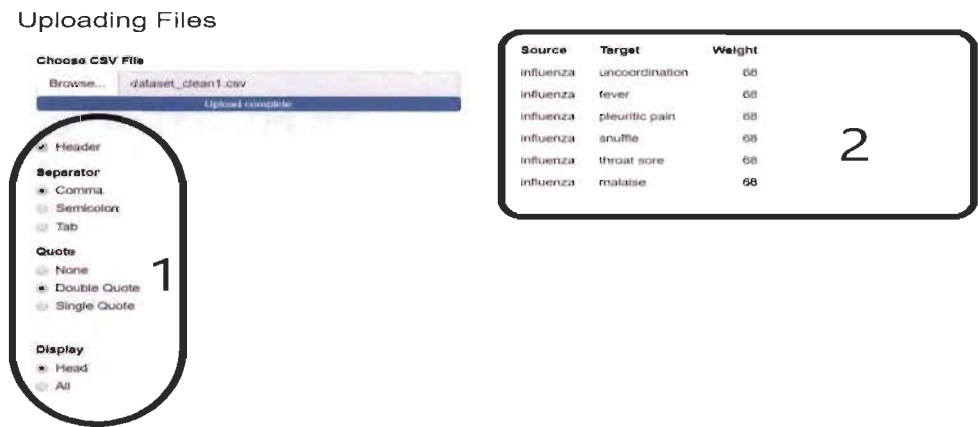 Uploading Files
Choose CSV File
Browse... dataset_clean1.csv
Upload complete
Header
Separator
Comma
Semicolon
Tab
Quote
None
Double Quote
Single Quote
Display
Head
All
1
Source Target Weight
influenza uncoordination 68
influenza fever 68
influenza pleuritic pain 68
influenza snuffle 68
influenza throat sore 68
influenza malaise 68
2